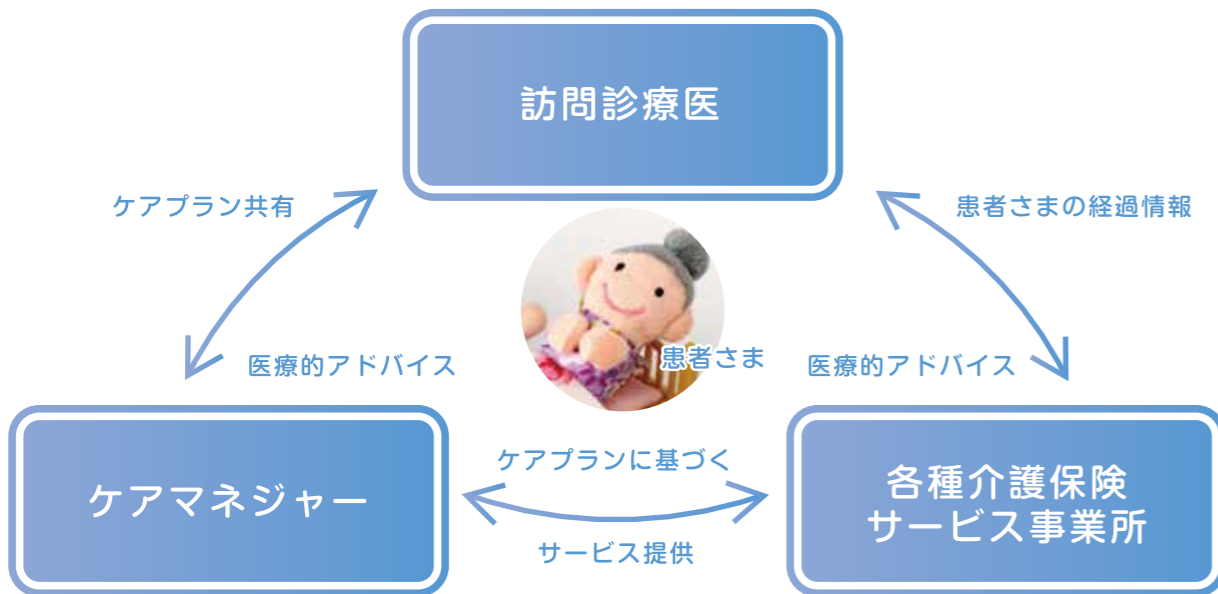 訪問診療医
ケアプラン共有
患者さまの経過情報
患者さま
医療的アドバイス
医療的アドバイス
ケアマネジャー
ケアプランに基づく
サービス提供
各種介護保険
サービス事業所